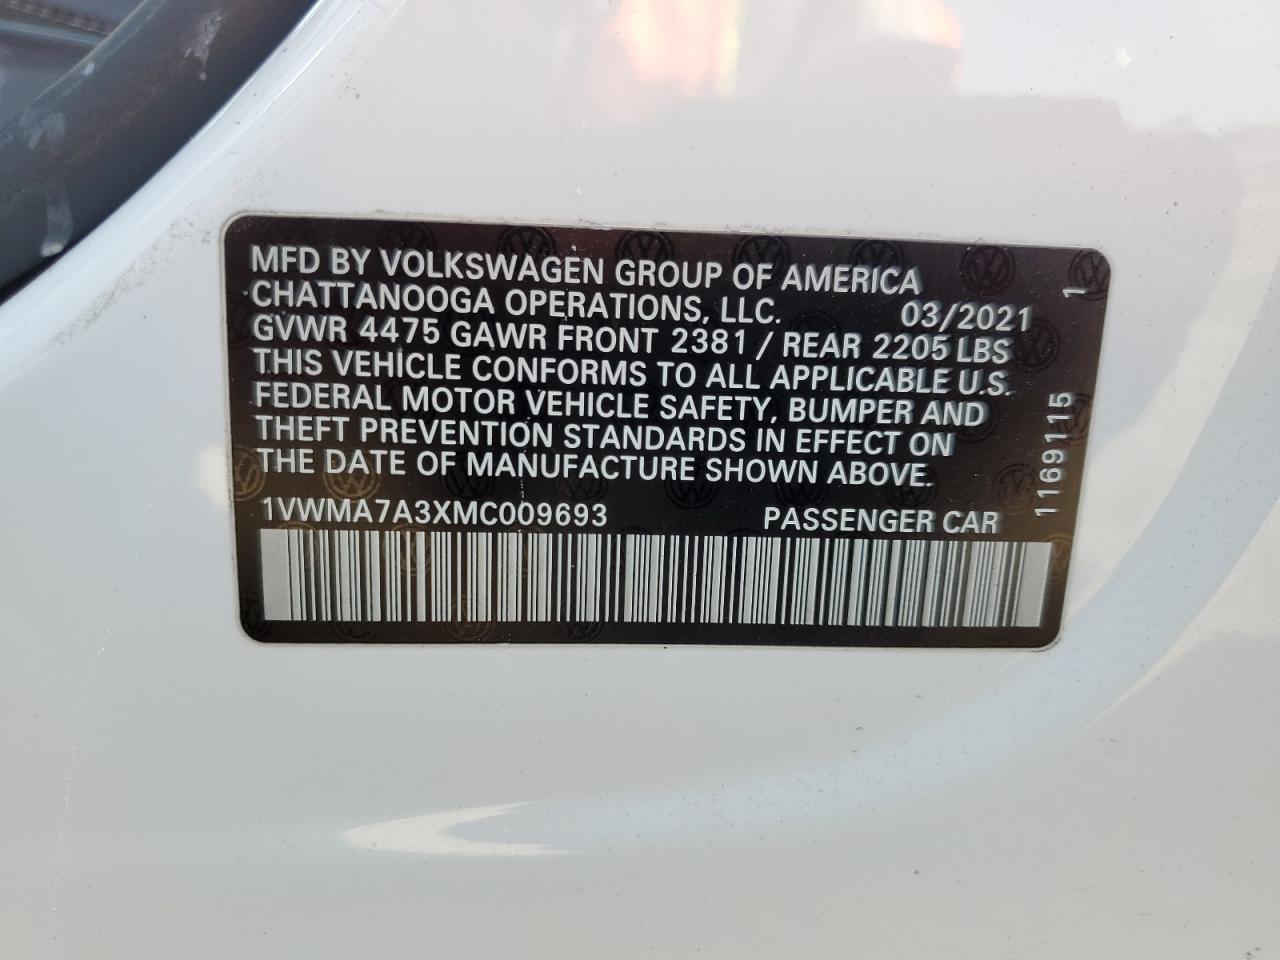 MFD BY VOLKSWAGEN GROUP OF AMERICA
CHATTANOOGA OPERATIONS, LLC. 03/2021
GVWR 4475 GAWR FRONT 2381 / REAR 2205 LBS
THIS VEHICLE CONFORMS TO ALL APPLICABLE U.S.
FEDERAL MOTOR VEHICLE SAFETY, BUMPER AND
THEFT PREVENTION STANDARDS IN EFFECT ON
THE DATE OF MANUFACTURE SHOWN ABOVE.
1VWMA7A3XMC009693 PASSENGER CAR
1169115 1